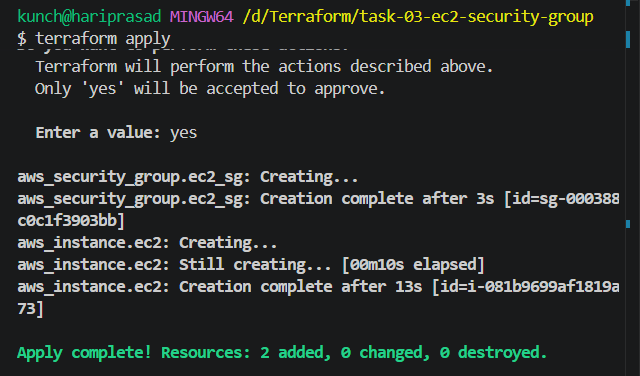 kunch@hariprasad MINGW64 /d/Terraform/task-03-ec2-security-group
$ terraform apply
Terraform will perform the actions described above.
Only 'yes' will be accepted to approve.
Enter a value: yes
aws_security_group.ec2_sg: Creating...
aws_security_group.ec2_sg: Creation complete after 3s [id=sg-000388
c0c1f3903bb]
aws_instance.ec2: Creating...
aws_instance.ec2: Still creating... [00m10s elapsed]
aws_instance.ec2: Creation complete after 13s [id=i-081b9699af1819a
73]
Apply complete! Resources: 2 added, 0 changed, 0 destroyed.